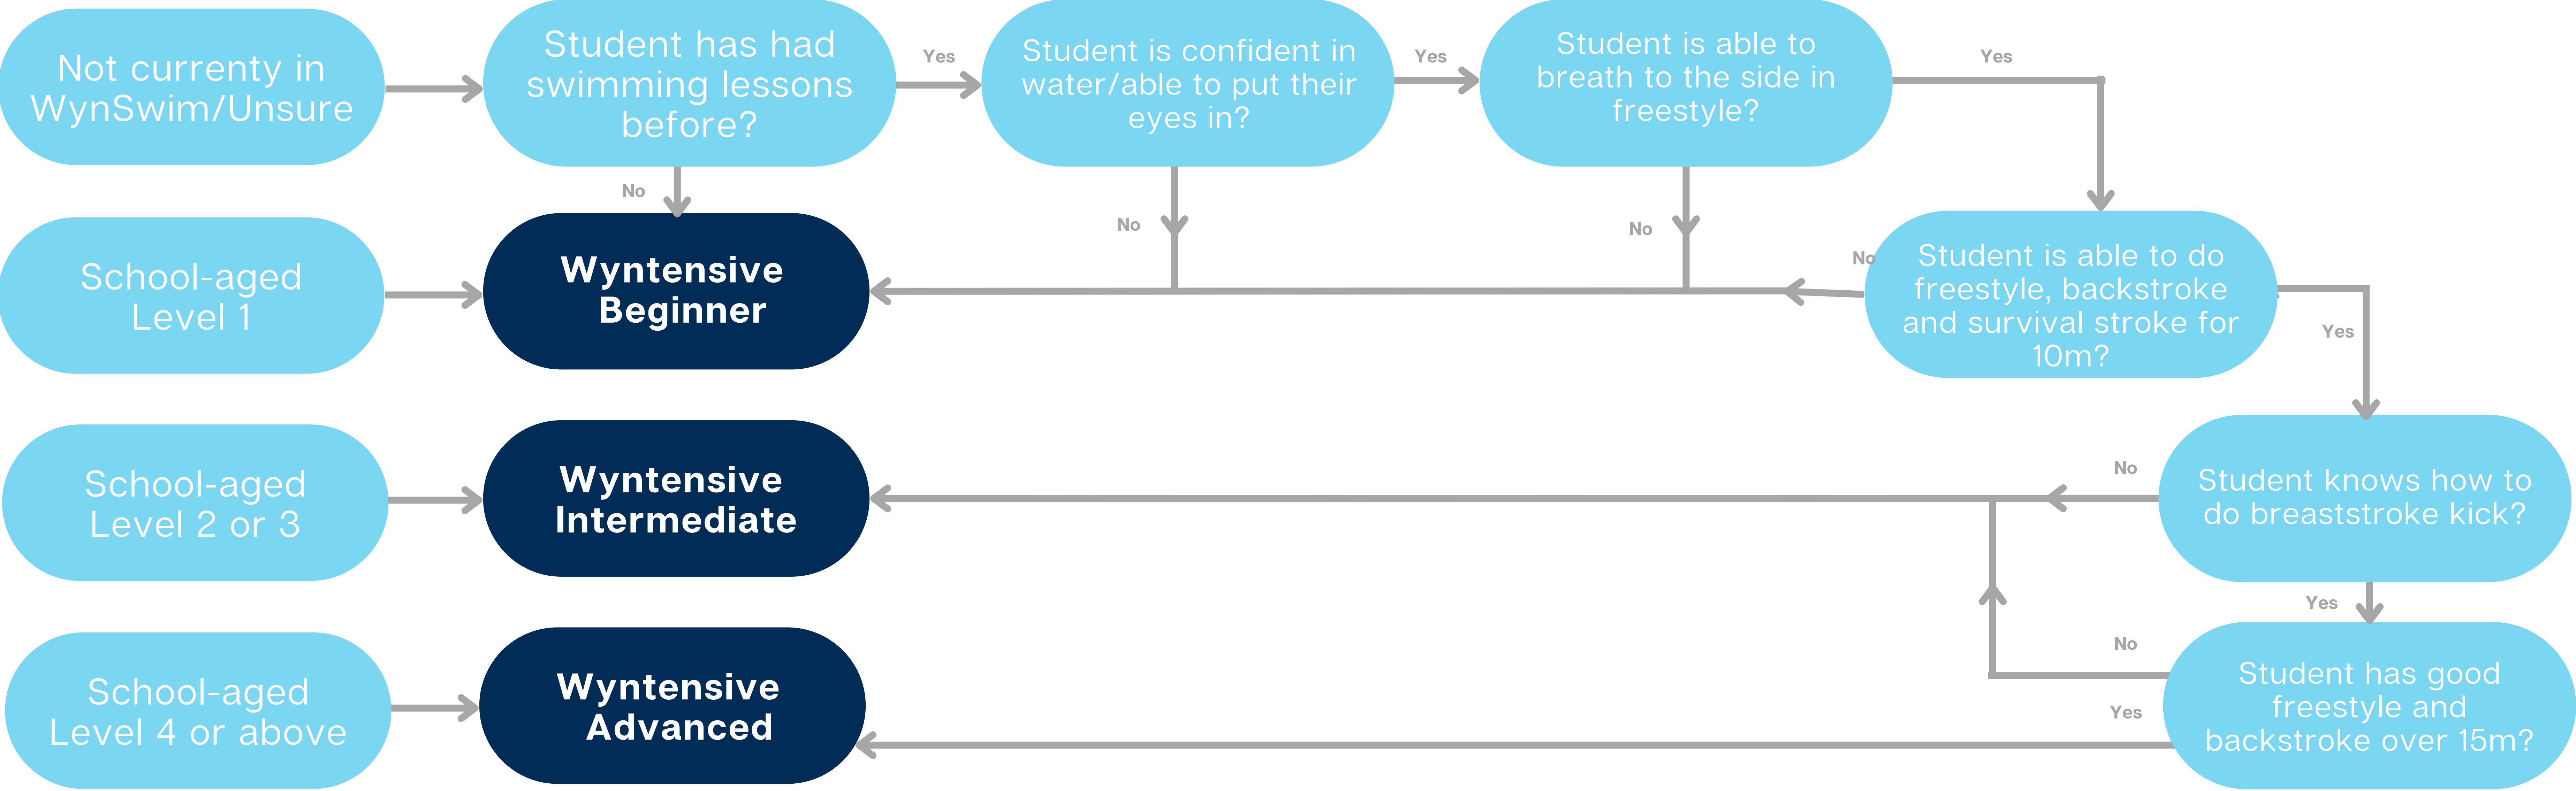 Not currenty in
WynSwim/Unsure
Student has had
swimming lessons
before?
Yes
Student is confident in
water/able to put their
eyes in?
Yes
Student is able to
breath to the side in
freestyle?
Yes
No
No
No
School-aged
Level 1
Wyntensive
Beginner
No
Student is able to do
freestyle, backstroke
and survival stroke for
10m?
Yes
School-aged
Level 2 or 3
Wyntensive
Intermediate
No
Student knows how to
do breaststroke kick?
Yes
School-aged
Level 4 or above
Wyntensive
Advanced
No
Yes
Student has good
freestyle and
backstroke over 15m?